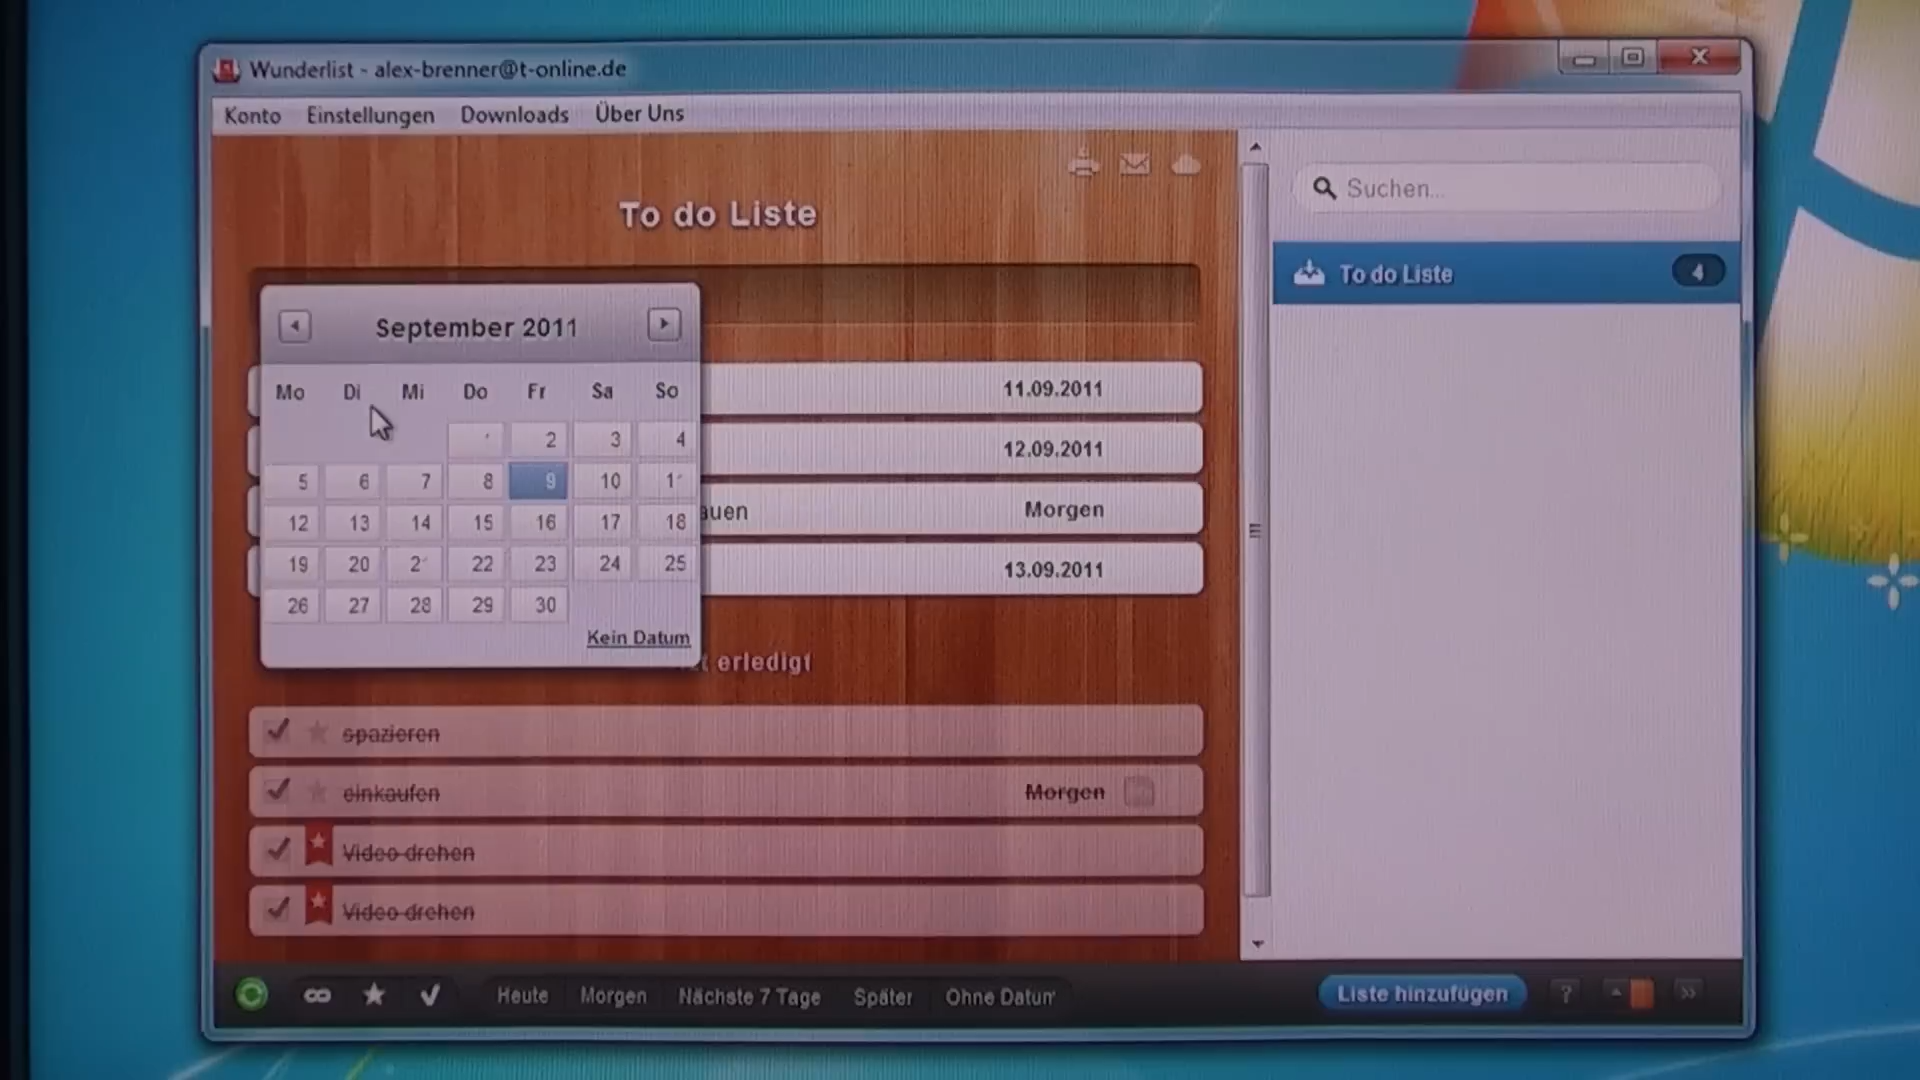 Wunderlist - alex-brenner@t-online.de
Konto Einstellungen Downloads Über Uns
To do Liste
Suchen...
To do Liste 4
September 2011
Mo Di Mi Do Fr Sa So
2 3 4
5 6 7 8 9 10
12 13 14 15 16 17 18
19 20 22 23 24 25
26 27 28 29 30
Kein Datum
11.09.2011
12.09.2011
auen Morgen
13.09.2011
t erledigt
spazieren
einkaufen Morgen
Video drehen
Video drehen
Heute Morgen Nächste 7 Tage Später Ohne Datum
Liste hinzufügen ? »